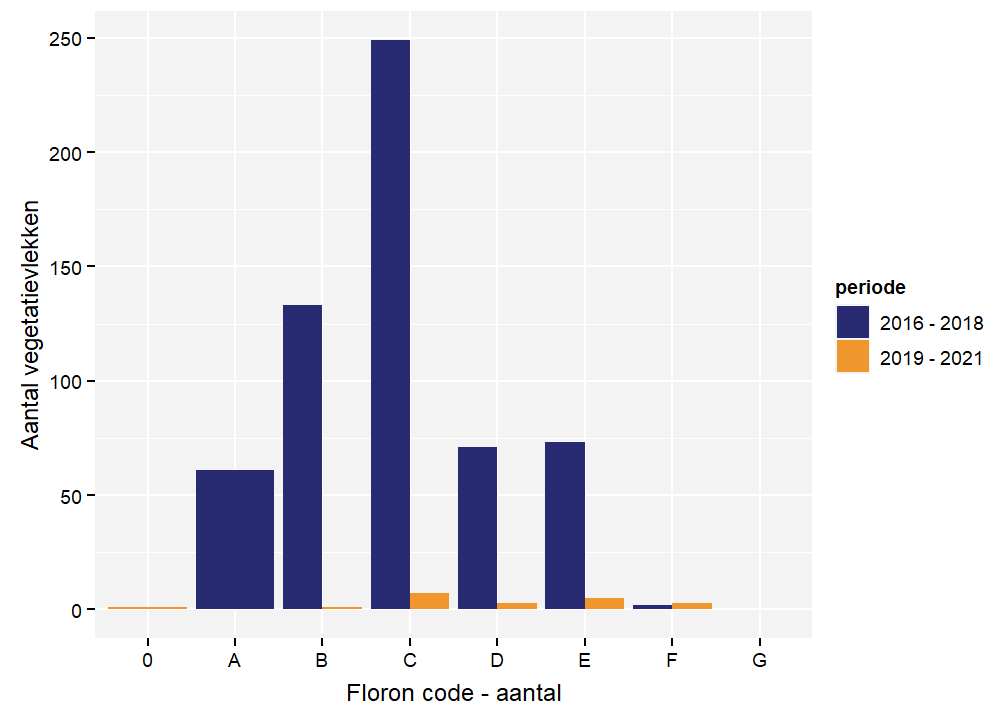 250
200
150
100
50
0
Aantal vegetatievlekken
0 A B C D E F G
Floron code - aantal
periode
2016 - 2018
2019 - 2021